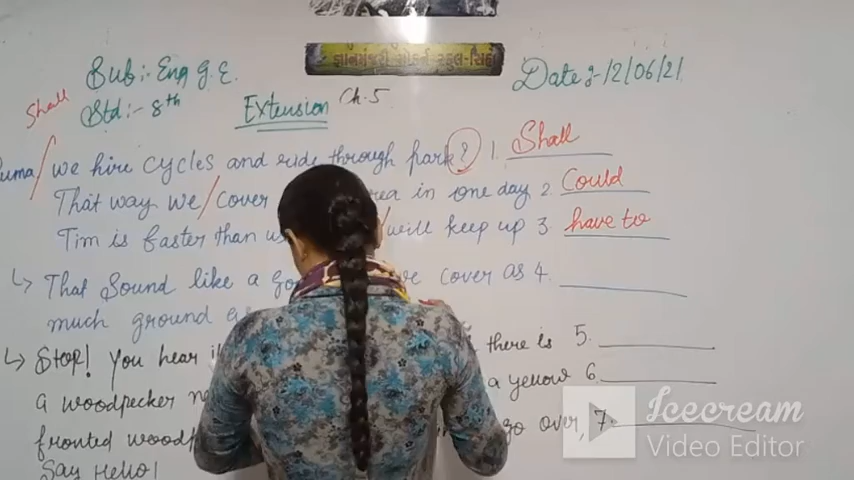 જ્ઞાનમંજરી મોડર્ન સ્કુલ-સિહોર
Sub:- Eng G.E.
Date:-12/06/21
Std:- 8th
Extension Ch.5
Shall
we hire cycles and ride through park? 1. Shall
That way we / cover area in one day 2. Could
Tim is faster than will keep up 3. have to
↳ That Sound like a cover as 4.
much ground
↳ Stop! You hear there is 5.
a woodpecker a yellow 6.
fronted go over, 7.
Say Hello!
Icecream
Video Editor